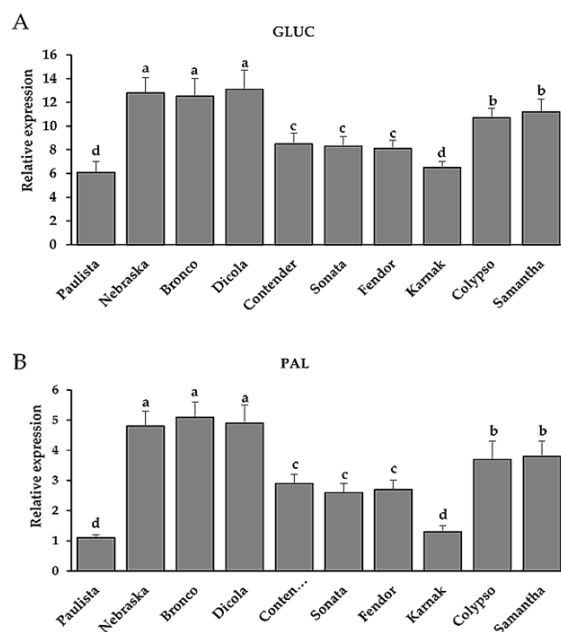 A
GLUC
Relative expression
16
14
12
10
8
6
4
2
0
d
a
a
a
c
c
c
d
b
b
Paulista
Nebraska
Bronco
Dicola
Contender
Sonata
Fendor
Karnak
Colypso
Samantha
B
PAL
Relative expression
6
5
4
3
2
1
0
d
a
a
a
c
c
c
d
b
b
Paulista
Nebraska
Bronco
Dicola
Conten...
Sonata
Fendor
Karnak
Colypso
Samantha